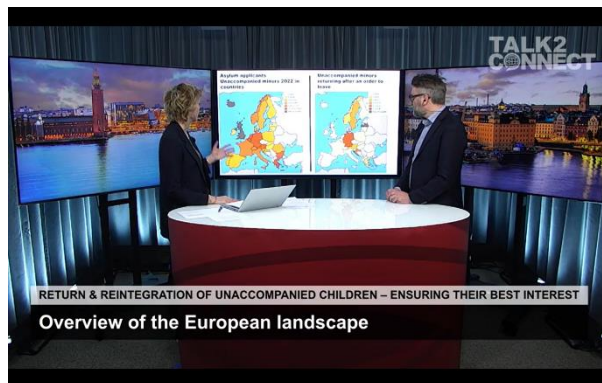 TALK2
CONNECT
Asylum applicants
Unaccompanied minors 2022 in
countries
Unaccompanied minors
returning after an order to
leave
RETURN & REINTEGRATION OF UNACCOMPANIED CHILDREN – ENSURING THEIR BEST INTEREST
Overview of the European landscape